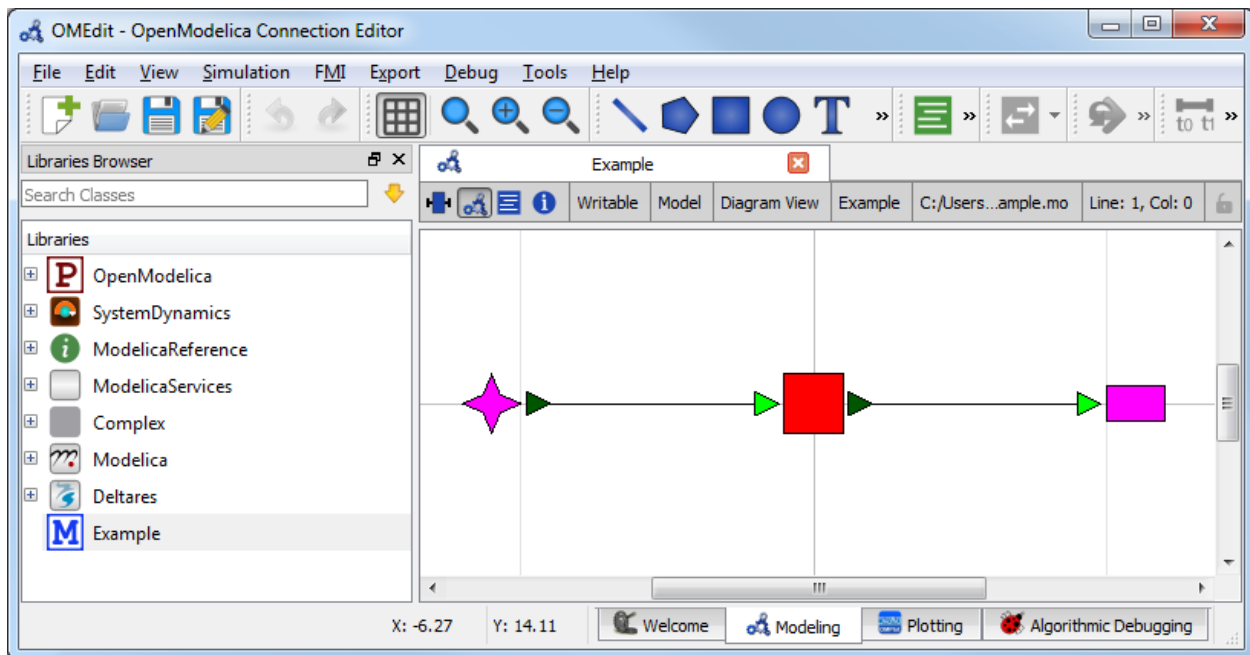 OMEdit - OpenModelica Connection Editor
File Edit View Simulation FMI Export Debug Tools Help
T » » » to t1 »
Libraries Browser
Example
Search Classes
Writable Model Diagram View Example C:/Users...ample.mo Line: 1, Col: 0
Libraries
P OpenModelica
SystemDynamics
i ModelicaReference
ModelicaServices
Complex
Modelica
Deltares
M Example
X: -6.27 Y: 14.11 Welcome Modeling Plotting Algorithmic Debugging